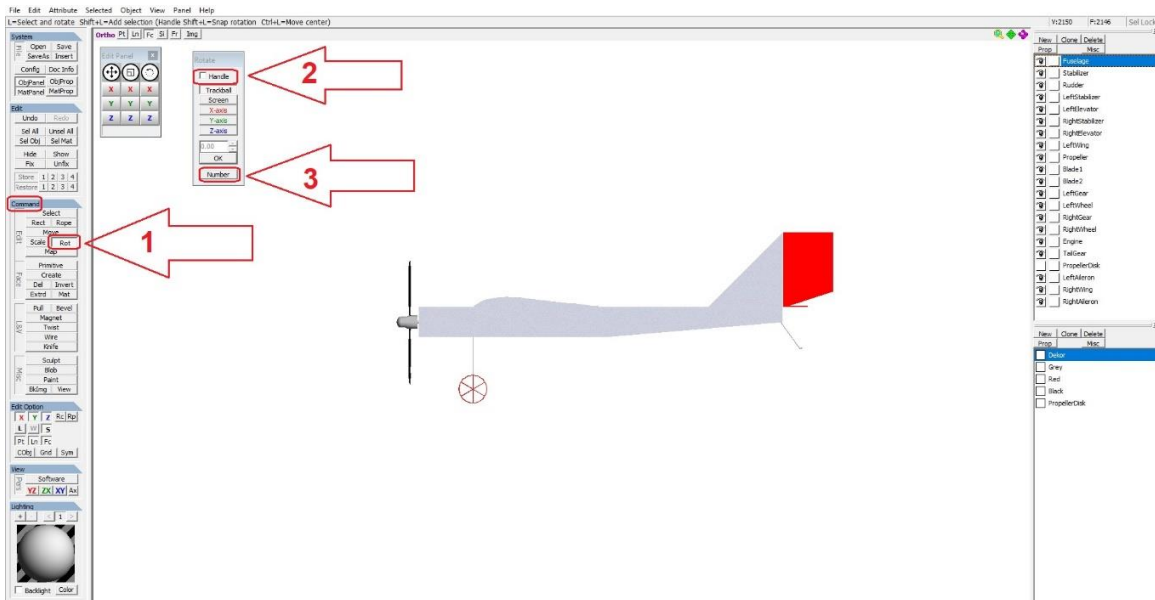 File Edit Attribute Selected Object View Panel Help
L=Select and rotate Shift+L=Add selection (Handle Shift+L=Snap rotation Ctrl+L=Move center)
V:2150 F:2146 Sel Lock
System
File
Open Save
SaveAs Insert
Config Doc Info
ObjPanel ObjProp
MatPanel MatProp
Edit
Undo Redo
Sel All Unsel All
Sel Obj Sel Mat
Hide Show
Fix Unfix
Store 1 2 3 4
Restore 1 2 3 4
Command
Edit
Select
Rect Rope
Move
Scale Rot
Map
Face
Primitive
Create
Del Invert
Extrd Mat
Pull Bevel
Magnet
Twist
Wire
Knife
Misc
Sculpt
Blob
Paint
BkImg View
Edit Option
X Y Z Rc Rp
L W S
Pt Ln Fc
CObj Grd Sym
View
Pers
Software
YZ ZX XY Ax
Lighting
+ - < 1 >
Backlight Color
Ortho Pt Ln Fc Sl Fr Img
Edit Panel x
X X X
Y Y Y
Z Z Z
Rotate
Handle
Trackball
Screen
X-axis
Y-axis
Z-axis
0.00
OK
Number
1
2
3
New Clone Delete
Prop Misc
Fuselage
Stabilizer
Rudder
LeftStabilizer
LeftElevator
RightStabilizer
RightElevator
LeftWing
Propeller
Blade1
Blade2
LeftGear
LeftWheel
RightGear
RightWheel
Engine
TailGear
PropellerDisk
LeftAileron
RightWing
RightAileron
New Clone Delete
Prop Misc
Dekor
Grey
Red
Black
PropellerDisk